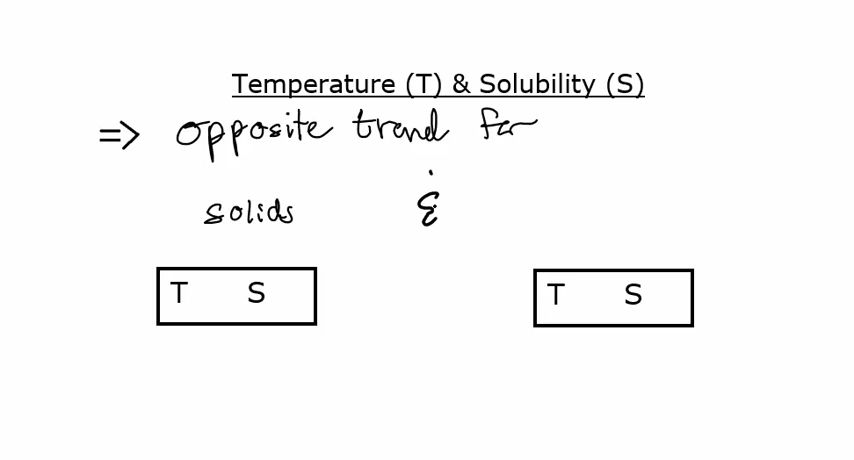 Temperature (T) & Solubility (S)
=> opposite trend for
solids &
T S T S